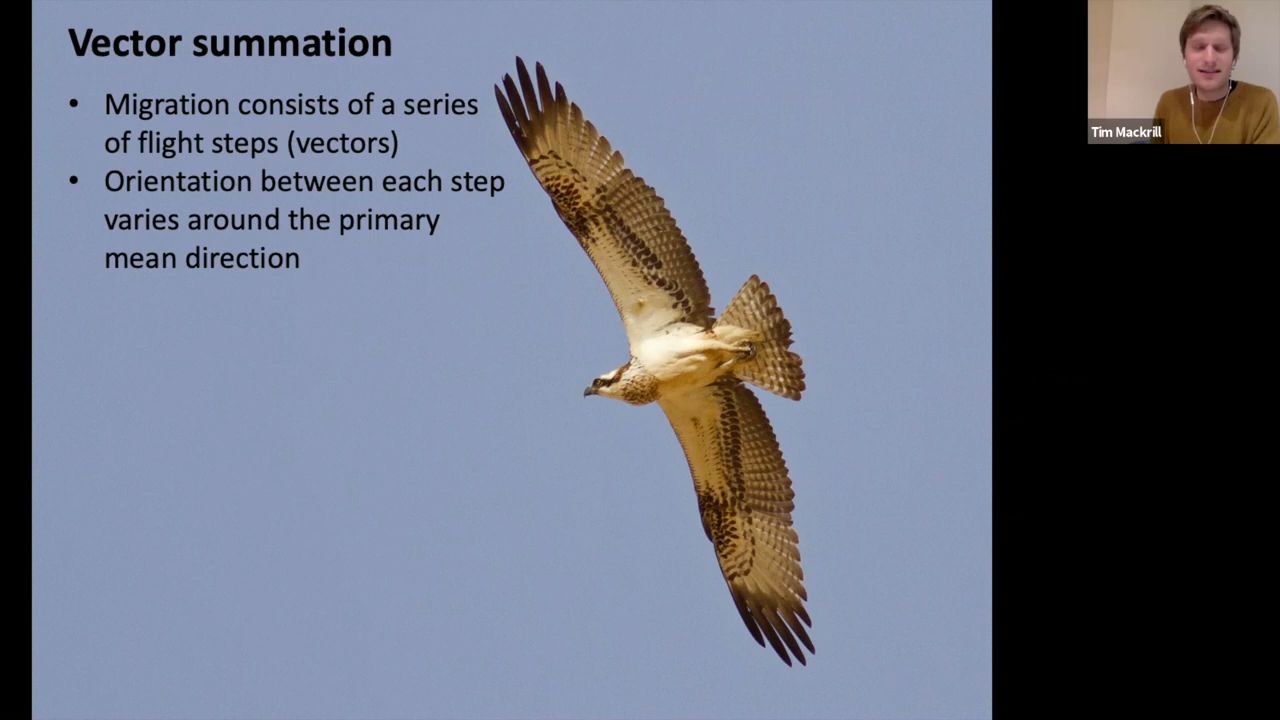 Vector summation
• Migration consists of a series
of flight steps (vectors)
• Orientation between each step
varies around the primary
mean direction
Tim Mackrill